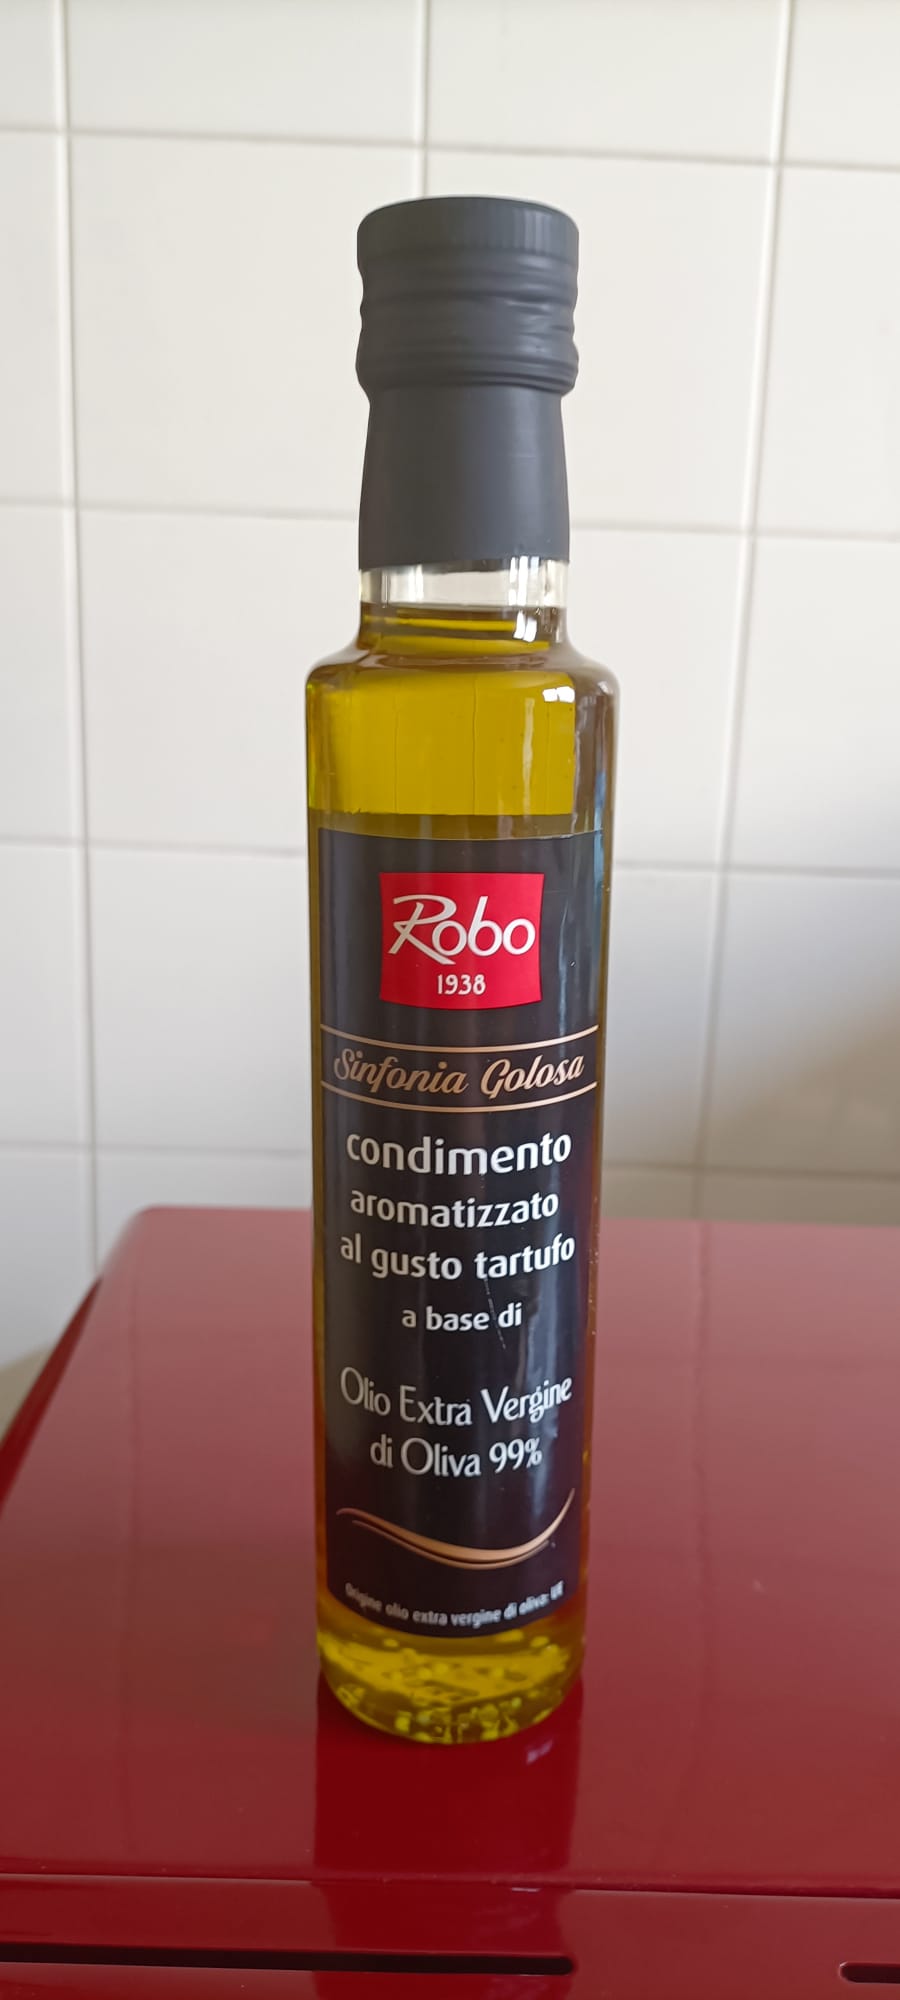 Robo
1938
Sinfonia Golosa
condimento
aromatizzato
al gusto tartufo
a base di
Olio Extra Vergine
di Oliva 99%
Origine olio extra vergine di oliva: UE